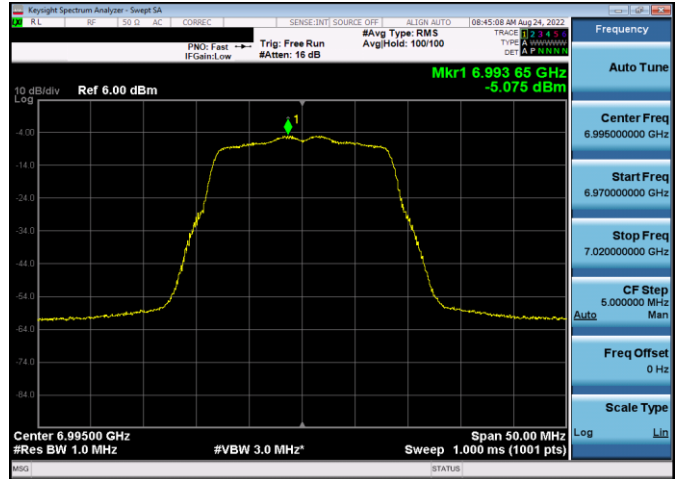 Keysight Spectrum Analyzer - Swept SA
RL RF 50 Ω AC CORREC SENSE:INT SOURCE OFF ALIGN AUTO 08:45:08 AM Aug 24, 2022
PNO: Fast Trig: Free Run #Avg Type: RMS TRACE 1 2 3 4 5 6
IFGain:Low #Atten: 16 dB Avg|Hold: 100/100 TYPE A WWWWW
DET A P N N N N
Mkr1 6.993 65 GHz
-5.075 dBm
10 dB/div Ref 6.00 dBm
Log
1
-4.00
-14.0
-24.0
-34.0
-44.0
-54.0
-64.0
-74.0
-84.0
Center 6.99500 GHz Span 50.00 MHz
#Res BW 1.0 MHz #VBW 3.0 MHz* Sweep 1.000 ms (1001 pts)
MSG STATUS
Frequency
Auto Tune
Center Freq
6.995000000 GHz
Start Freq
6.970000000 GHz
Stop Freq
7.020000000 GHz
CF Step
5.000000 MHz
Auto Man
Freq Offset
0 Hz
Scale Type
Log Lin